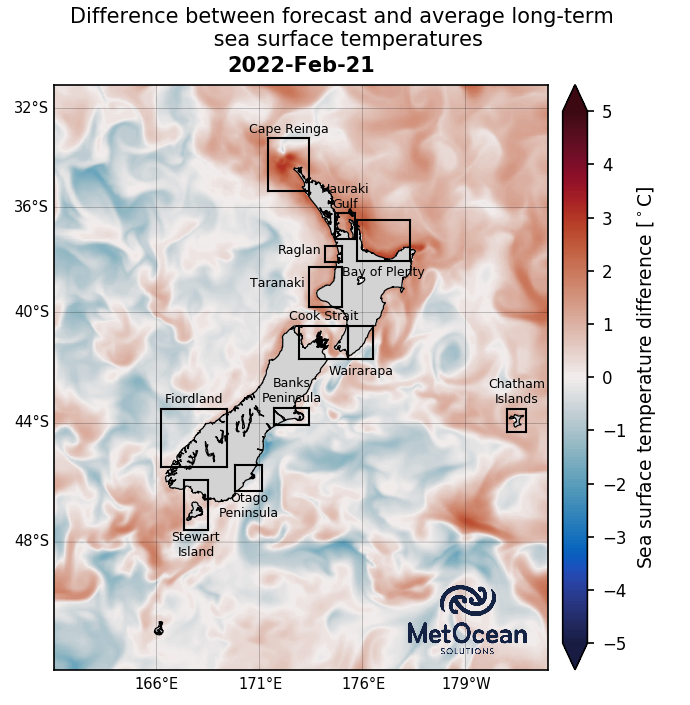 Difference between forecast and average long-term
sea surface temperatures
2022-Feb-21
32°S
36°S
40°S
44°S
48°S
Cape Reinga
Hauraki
Gulf
Raglan
Bay of Plenty
Taranaki
Cook Strait
Wairarapa
Banks
Peninsula
Fiordland
Chatham
Islands
Otago
Peninsula
Stewart
Island
MetOcean
SOLUTIONS
166°E
171°E
176°E
179°W
5
4
3
2
1
0
−1
−2
−3
−4
−5
Sea surface temperature difference [°C]